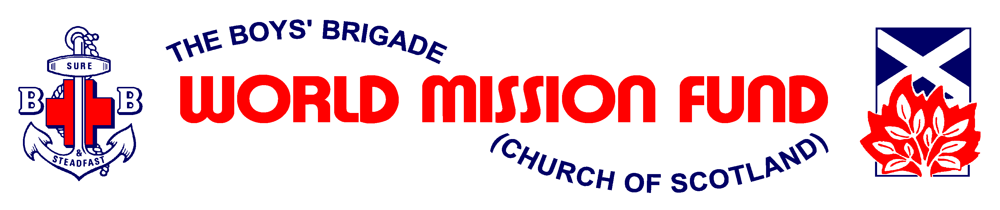 SURE
B B
&
STEADFAST
THE BOYS' BRIGADE
WORLD MISSION FUND
(CHURCH OF SCOTLAND)